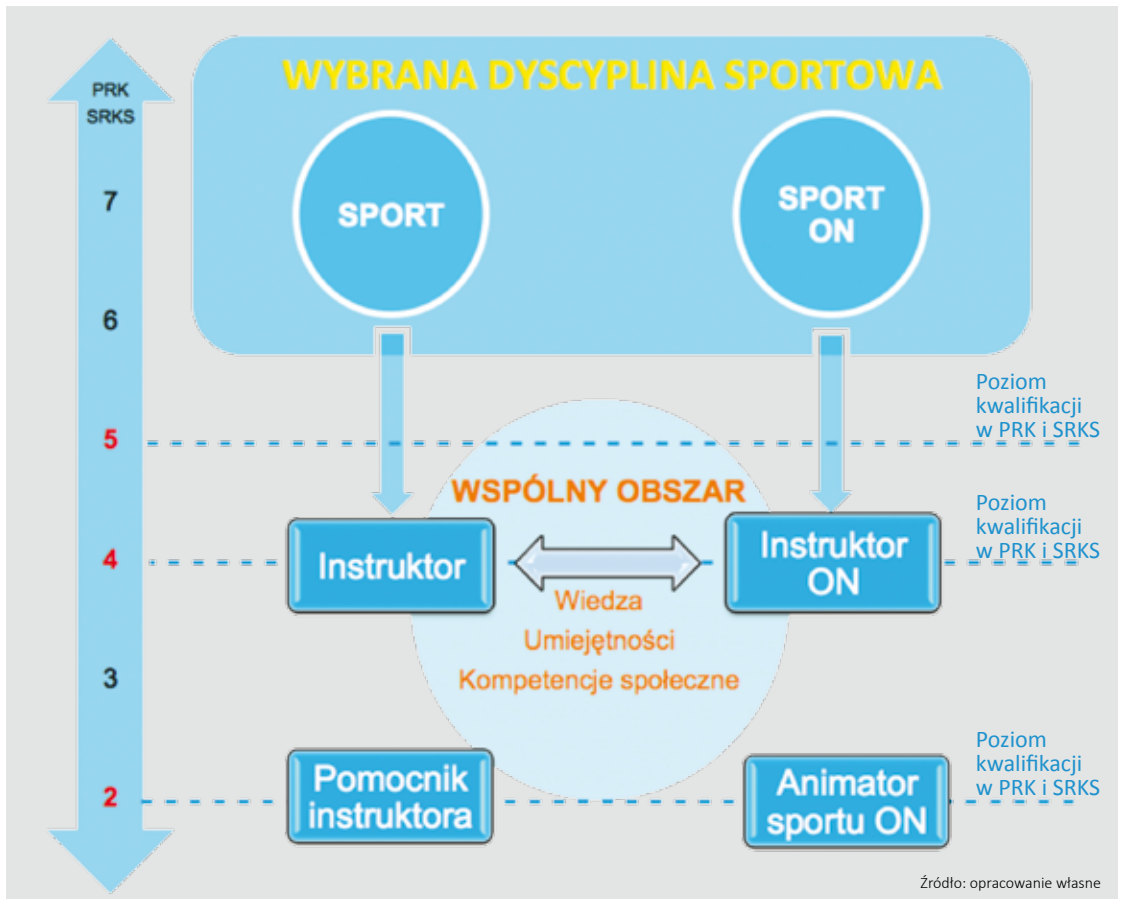 PRK
SRKS
7
6
5
4
3
2
WYBRANA DYSCYPLINA SPORTOWA
SPORT
SPORT
ON
Poziom
kwalifikacji
w PRK i SRKS
WSPÓLNY OBSZAR
Instruktor
Instruktor
ON
Poziom
kwalifikacji
w PRK i SRKS
Wiedza
Umiejętności
Kompetencje społeczne
Pomocnik
instruktora
Animator
sportu ON
Poziom
kwalifikacji
w PRK i SRKS
Źródło: opracowanie własne